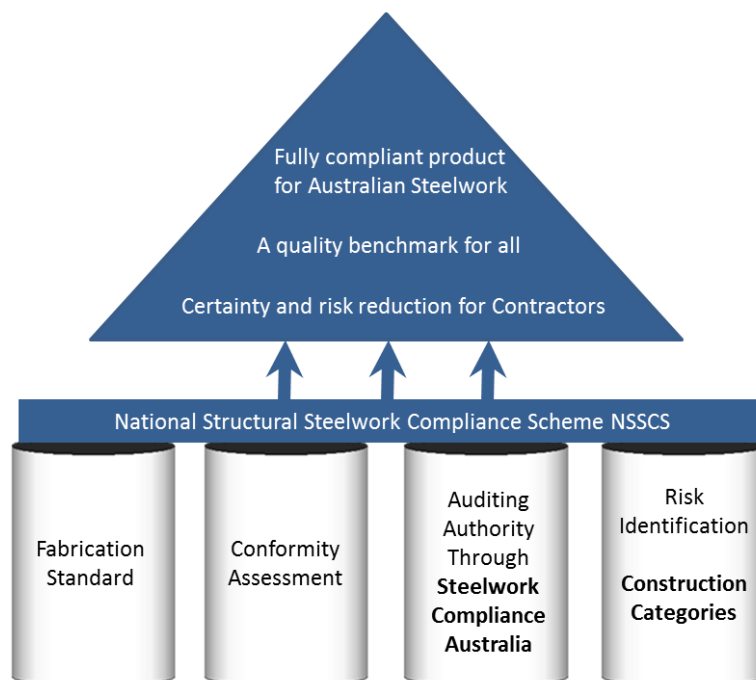 Fully compliant product
for Australian Steelwork
A quality benchmark for all
Certainty and risk reduction for Contractors
National Structural Steelwork Compliance Scheme NSSCS
Fabrication
Standard
Conformity
Assessment
Auditing
Authority
Through
Steelwork
Compliance
Australia
Risk
Identification
Construction
Categories